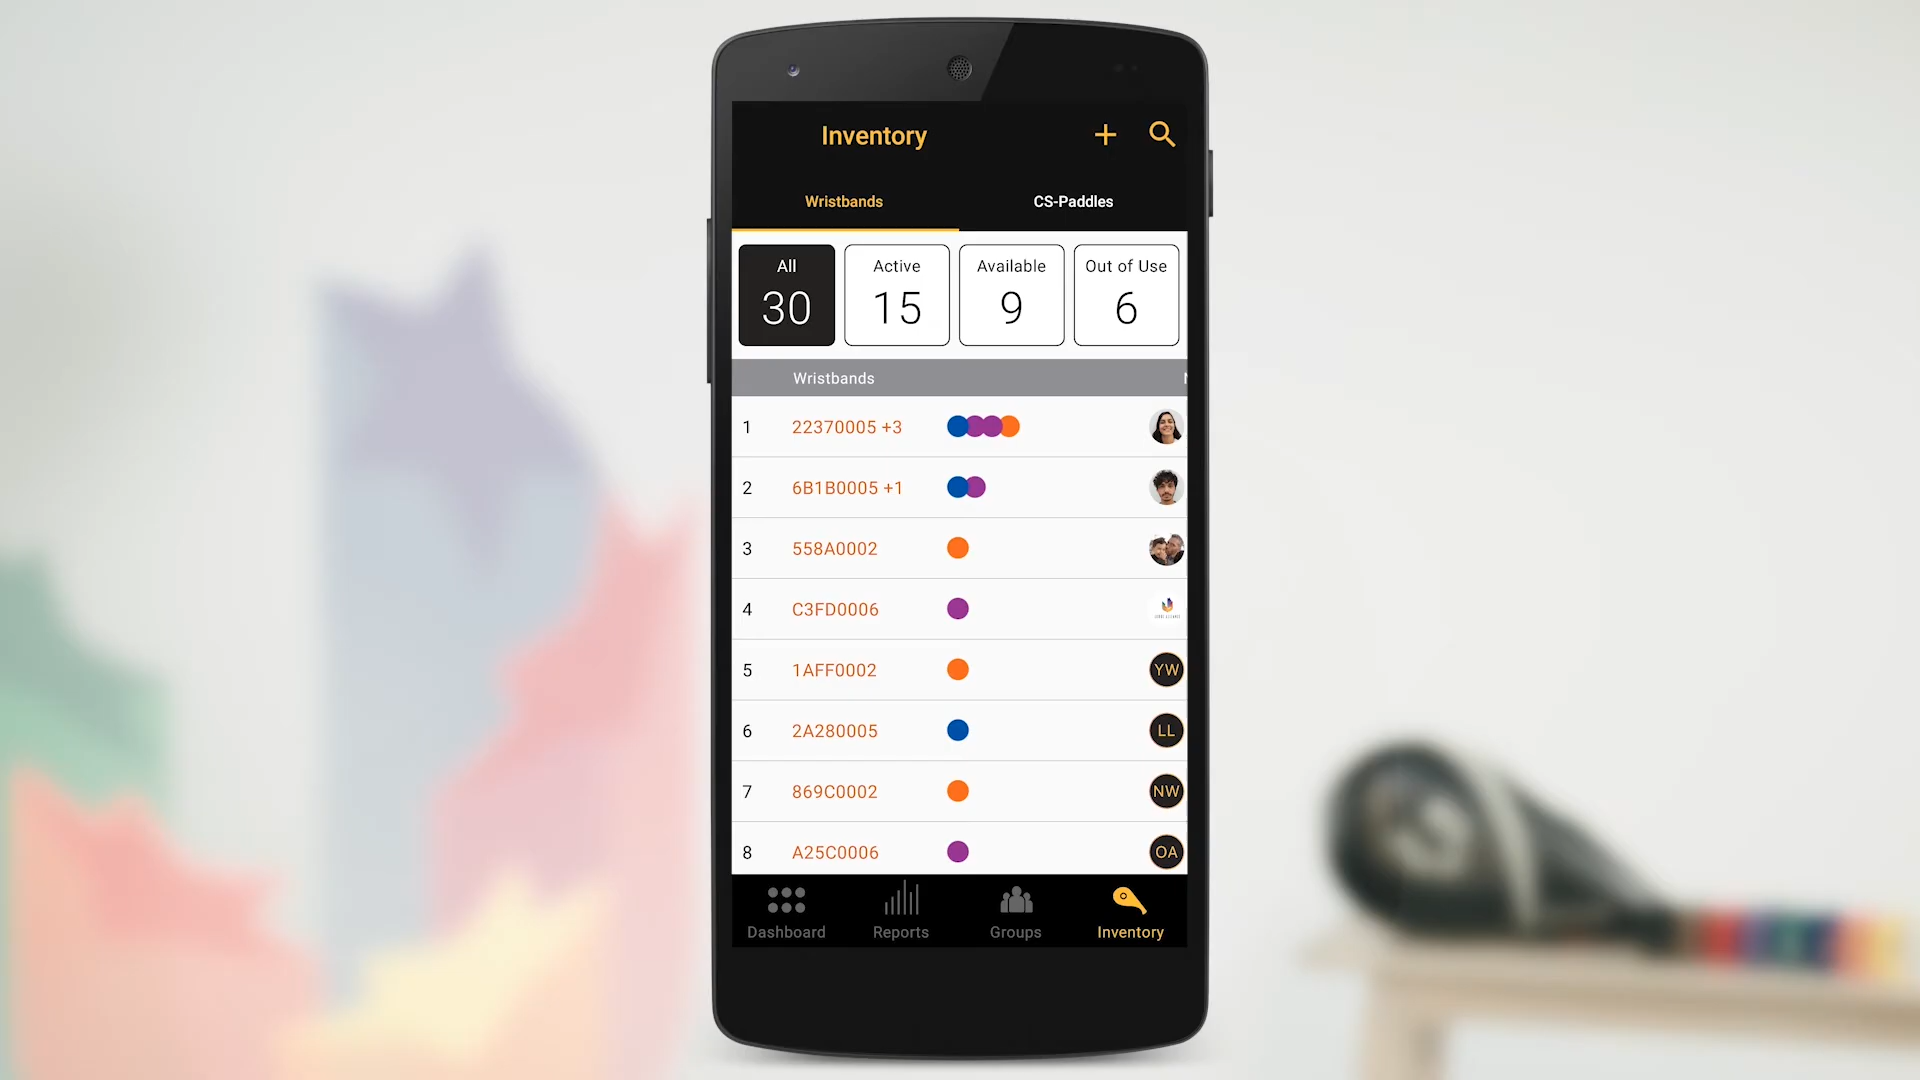 Inventory
Wristbands CS-Paddles
All Active Available Out of Use
30 15 9 6
Wristbands
1 22370005 +3
2 6B1B0005 +1
3 558A0002
4 C3FD0006
5 1AFF0002 YW
6 2A280005 LL
7 869C0002 NW
8 A25C0006 OA
Dashboard Reports Groups Inventory